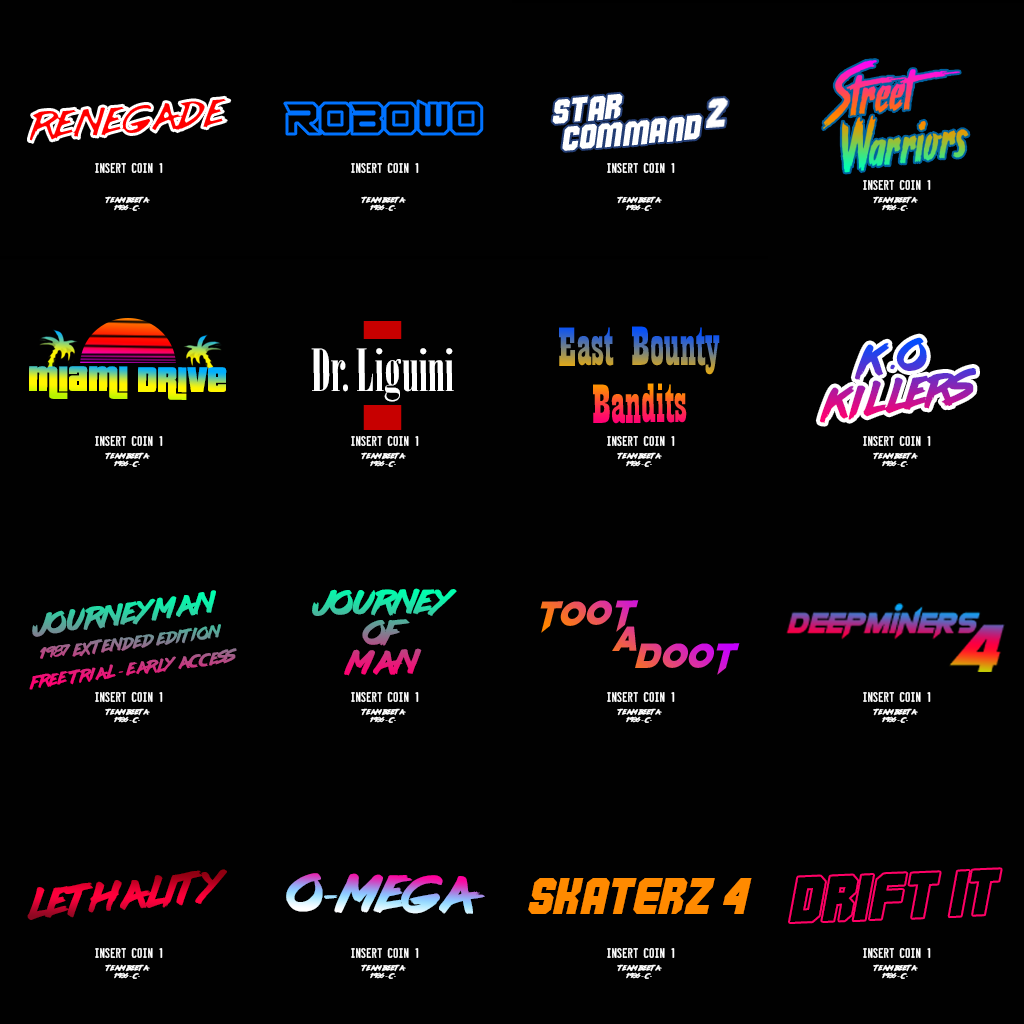 RENEGADE
INSERT COIN 1
TEAM BEETA
1986 -C-
ROBOWO
INSERT COIN 1
TEAM BEETA
1986 -C-
STAR
COMMAND 2
INSERT COIN 1
TEAM BEETA
1986 -C-
Street
Warriors
INSERT COIN 1
TEAM BEETA
1986 -C-
MIAMI DRIVE
INSERT COIN 1
TEAM BEETA
1986 -C-
Dr. Liguini
INSERT COIN 1
TEAM BEETA
1986 -C-
East Bounty
Bandits
INSERT COIN 1
TEAM BEETA
1986 -C-
K.O
KILLERS
INSERT COIN 1
TEAM BEETA
1986 -C-
JOURNEYMAN
1987 EXTENDED EDITION
FREETRIAL - EARLY ACCESS
INSERT COIN 1
TEAM BEETA
1986 -C-
JOURNEY
OF
MAN
INSERT COIN 1
TEAM BEETA
1986 -C-
TOOT
A
DOOT
INSERT COIN 1
TEAM BEETA
1986 -C-
DEEPMINERS
4
INSERT COIN 1
TEAM BEETA
1986 -C-
LETHALITY
INSERT COIN 1
TEAM BEETA
1986 -C-
O-MEGA
INSERT COIN 1
TEAM BEETA
1986 -C-
SKATERZ 4
INSERT COIN 1
TEAM BEETA
1986 -C-
DRIFT IT
INSERT COIN 1
TEAM BEETA
1986 -C-